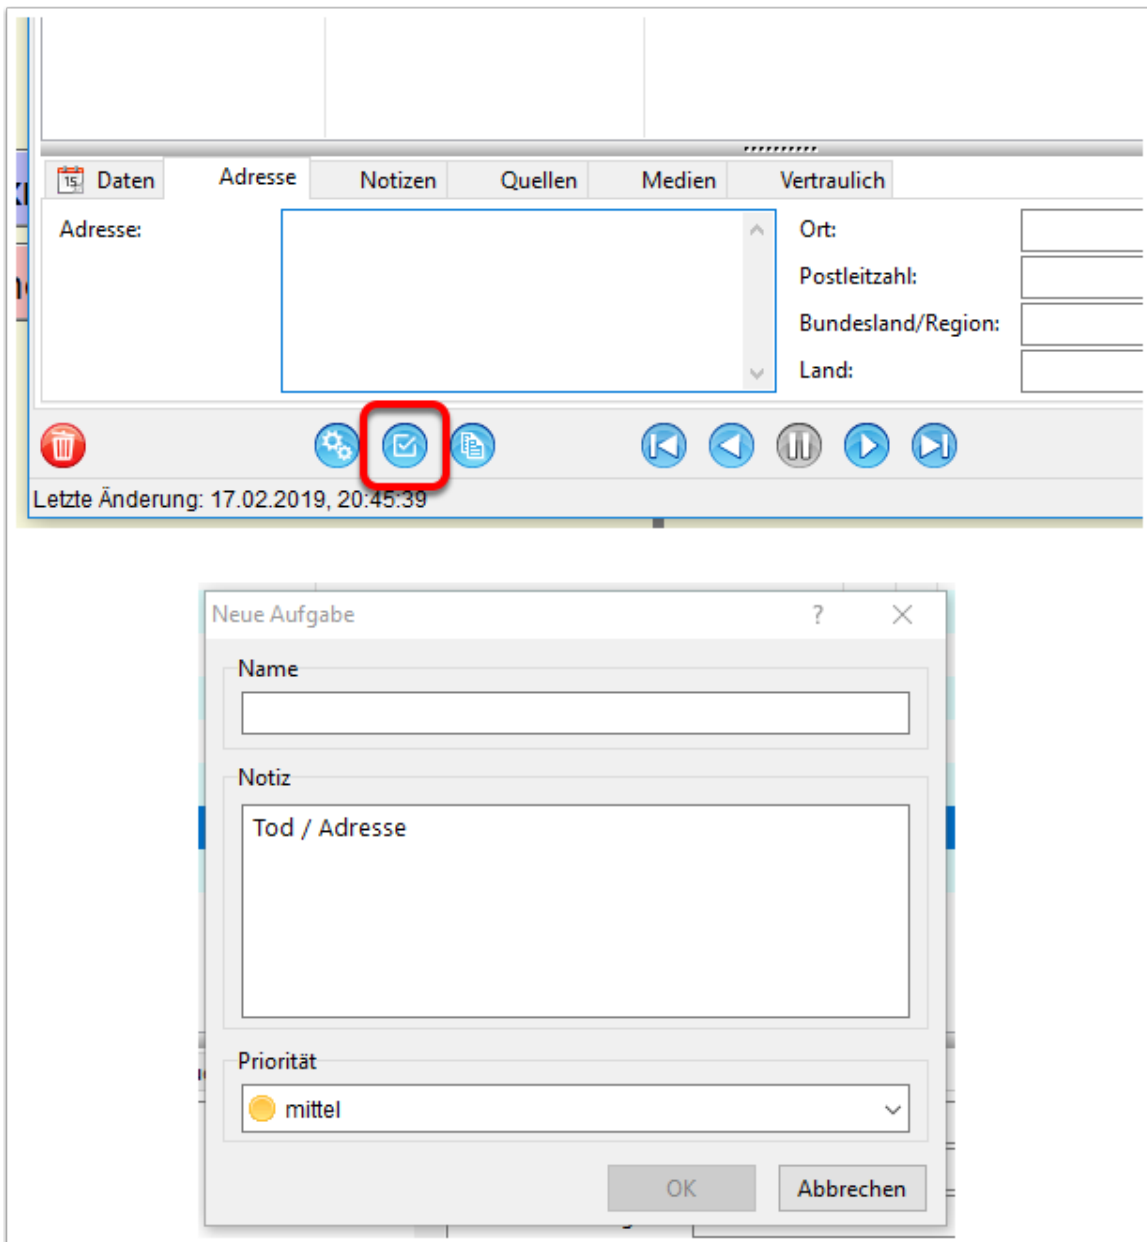 15 Daten Adresse Notizen Quellen Medien Vertraulich
Adresse:
Ort:
Postleitzahl:
Bundesland/Region:
Land:
Letzte Änderung: 17.02.2019, 20:45:39
Neue Aufgabe ?
Name
Notiz
Tod / Adresse
Priorität
mittel
OK Abbrechen